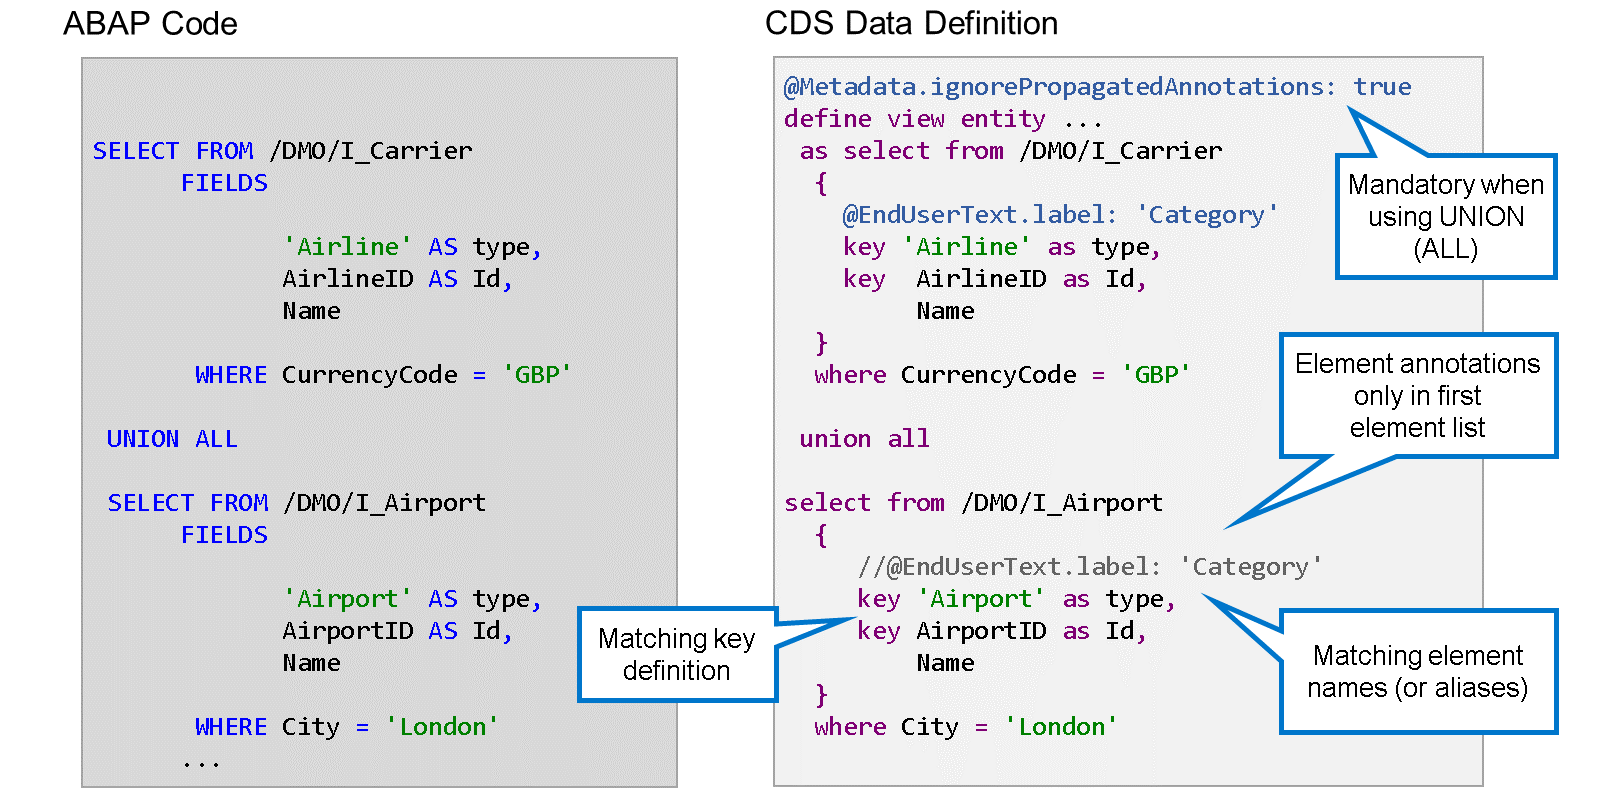 ABAP Code
SELECT FROM /DMO/I_Carrier
FIELDS
'Airline' AS type,
AirlineID AS Id,
Name
WHERE CurrencyCode = 'GBP'
UNION ALL
SELECT FROM /DMO/I_Airport
FIELDS
'Airport' AS type,
AirportID AS Id,
Name
WHERE City = 'London'
...
CDS Data Definition
@Metadata.ignorePropagatedAnnotations: true
define view entity ...
as select from /DMO/I_Carrier
{
@EndUserText.label: 'Category'
key 'Airline' as type,
key AirlineID as Id,
Name
}
where CurrencyCode = 'GBP'
union all
select from /DMO/I_Airport
{
//@EndUserText.label: 'Category'
key 'Airport' as type,
key AirportID as Id,
Name
}
where City = 'London'
Mandatory when
using UNION
(ALL)
Element annotations
only in first
element list
Matching key
definition
Matching element
names (or aliases)